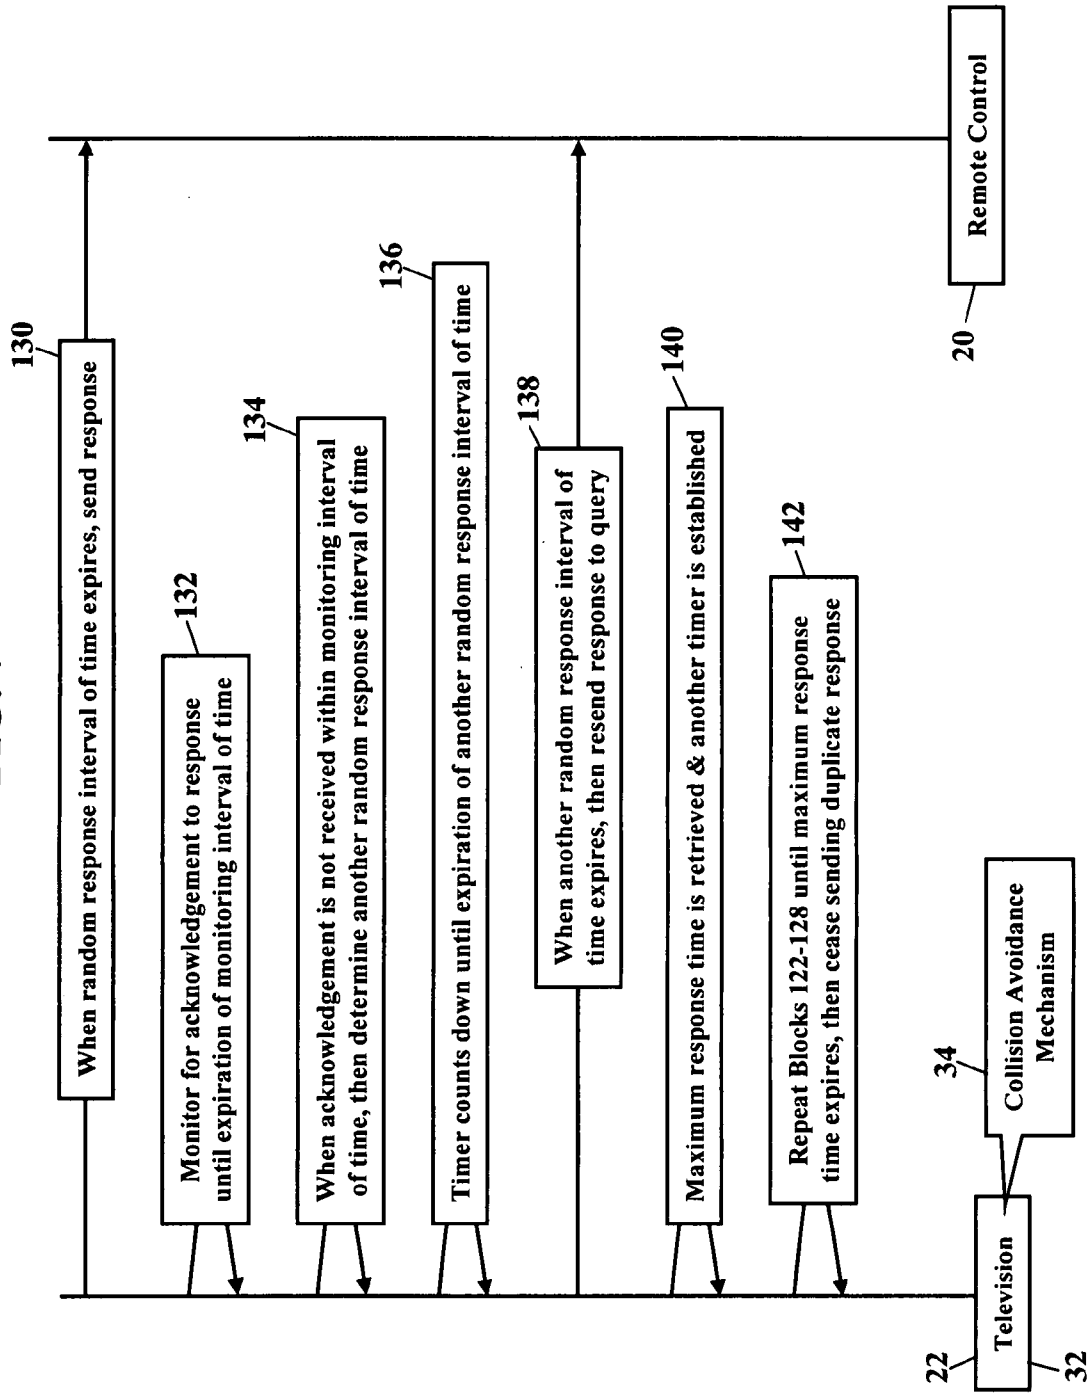 130
When random response interval of time expires, send response
132
Monitor for acknowledgement to response
until expiration of monitoring interval of time
134
When acknowledgement is not received within monitoring interval
of time, then determine another random response interval of time
136
Timer counts down until expiration of another random response interval of time
138
When another random response interval of
time expires, then resend response to query
140
Maximum response time is retrieved & another timer is established
142
Repeat Blocks 122-128 until maximum response
time expires, then cease sending duplicate response
22
Television
32
34
Collision Avoidance
Mechanism
20
Remote Control